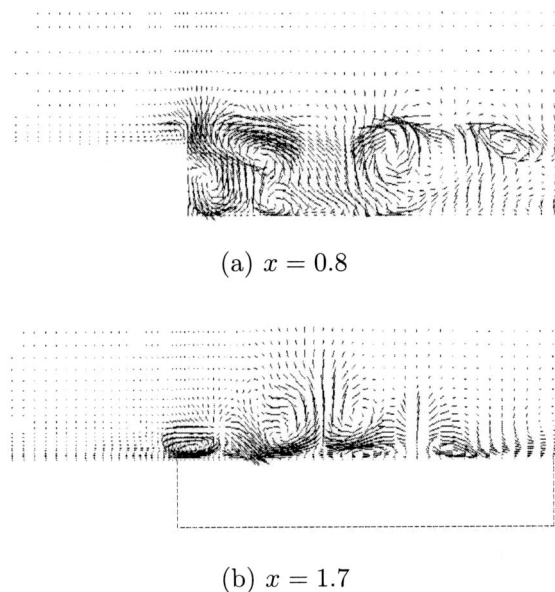 (a) x = 0.8
(b) x = 1.7